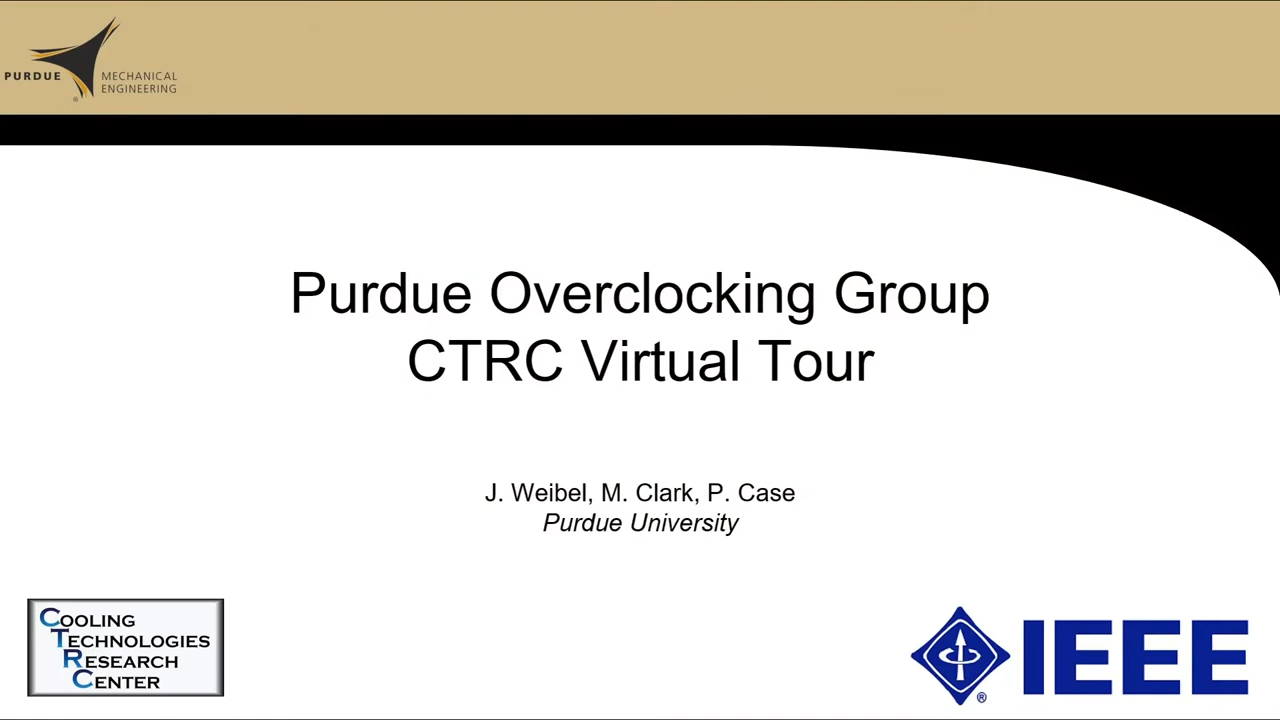 PURDUE
MECHANICAL
ENGINEERING
®
Purdue Overclocking Group
CTRC Virtual Tour
J. Weibel, M. Clark, P. Case
Purdue University
COOLING
TECHNOLOGIES
RESEARCH
CENTER
IEEE
®